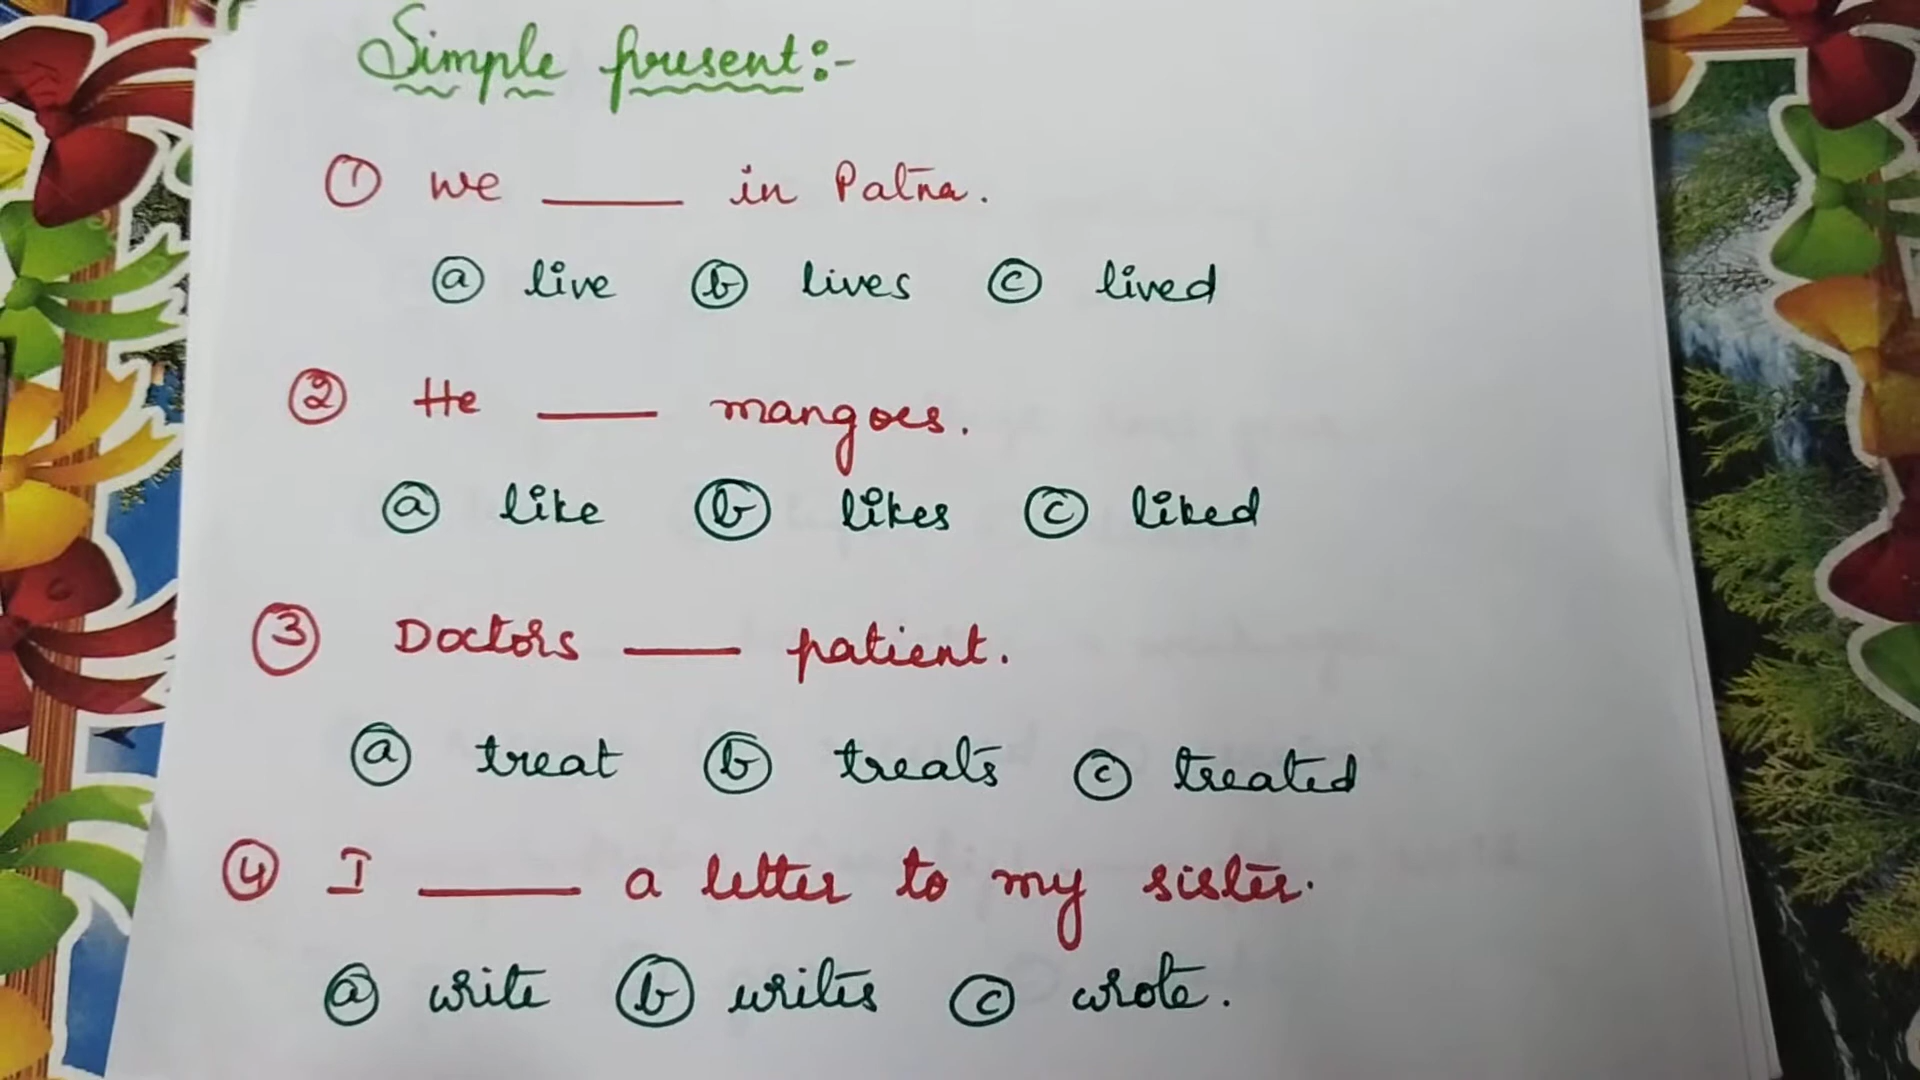 Simple present:-
① We ____ in Patna.
ⓐ live ⓑ lives ⓒ lived
② He ____ mangoes.
ⓐ like ⓑ likes ⓒ liked
③ Doctors ____ patient.
ⓐ treat ⓑ treats ⓒ treated
④ I ____ a letter to my sister.
ⓐ write ⓑ writes ⓒ wrote.